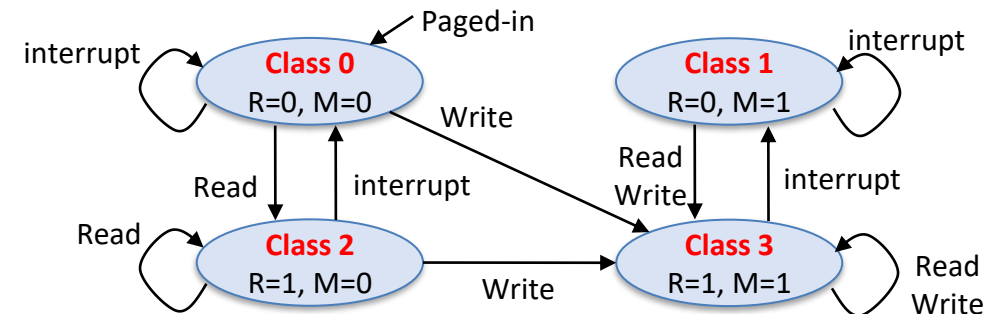 Paged-in
interrupt
Class 0
R=0, M=0
Class 1
R=0, M=1
interrupt
Write
Read
interrupt
Read
Write
interrupt
Read
Class 2
R=1, M=0
Write
Class 3
R=1, M=1
Read
Write